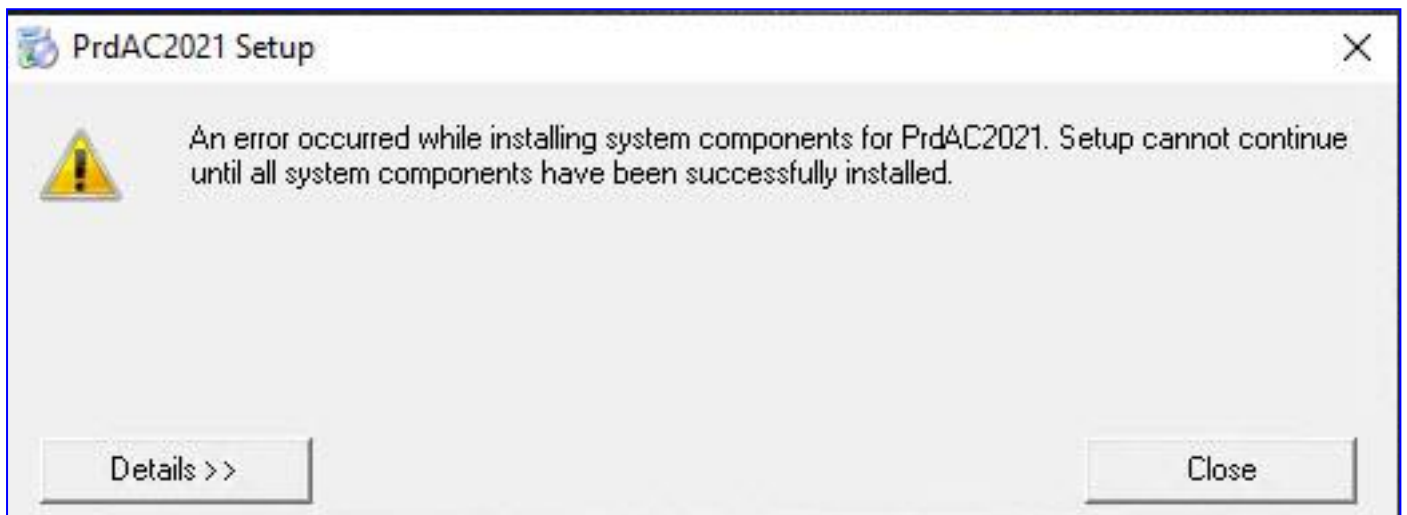 PrdAC2021 Setup
An error occurred while installing system components for PrdAC2021. Setup cannot continue
until all system components have been successfully installed.
Details >>
Close